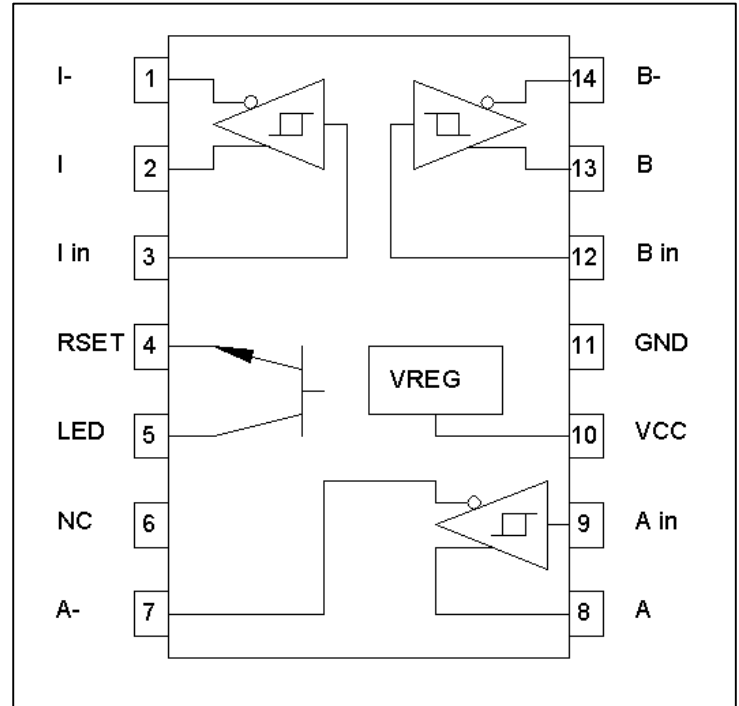 I- 1 14 B-
I 2 13 B
I in 3 12 B in
RSET 4 11 GND
VREG
LED 5 10 VCC
NC 6 9 A in
A- 7 8 A